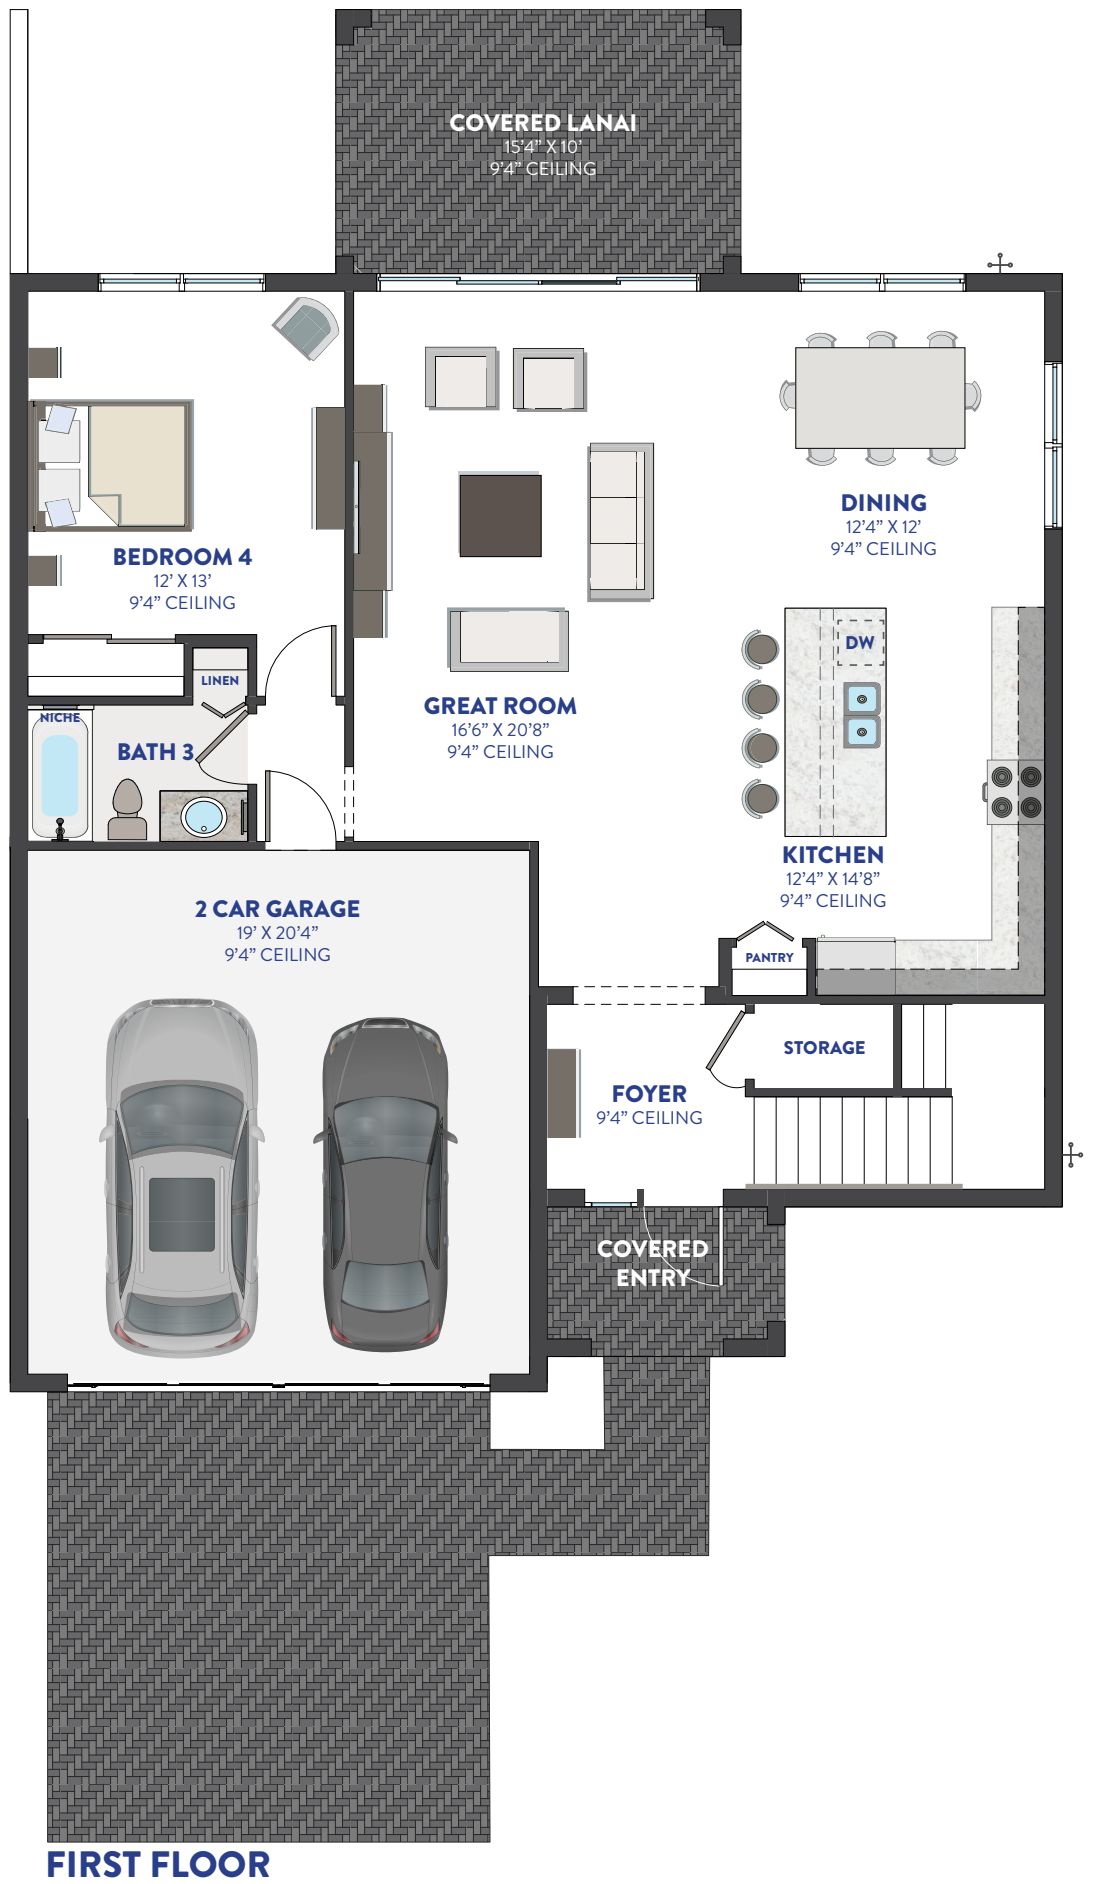 COVERED LANAI
15’4” X 10’
9’4” CEILING
DINING
12’4” X 12’
9’4” CEILING
BEDROOM 4
12’ X 13’
9’4” CEILING
DW
LINEN
GREAT ROOM
16’6” X 20’8”
9’4” CEILING
NICHE
BATH 3
KITCHEN
12’4” X 14’8”
9’4” CEILING
2 CAR GARAGE
19’ X 20’4”
9’4” CEILING
PANTRY
STORAGE
FOYER
9’4” CEILING
COVERED
ENTRY
FIRST FLOOR